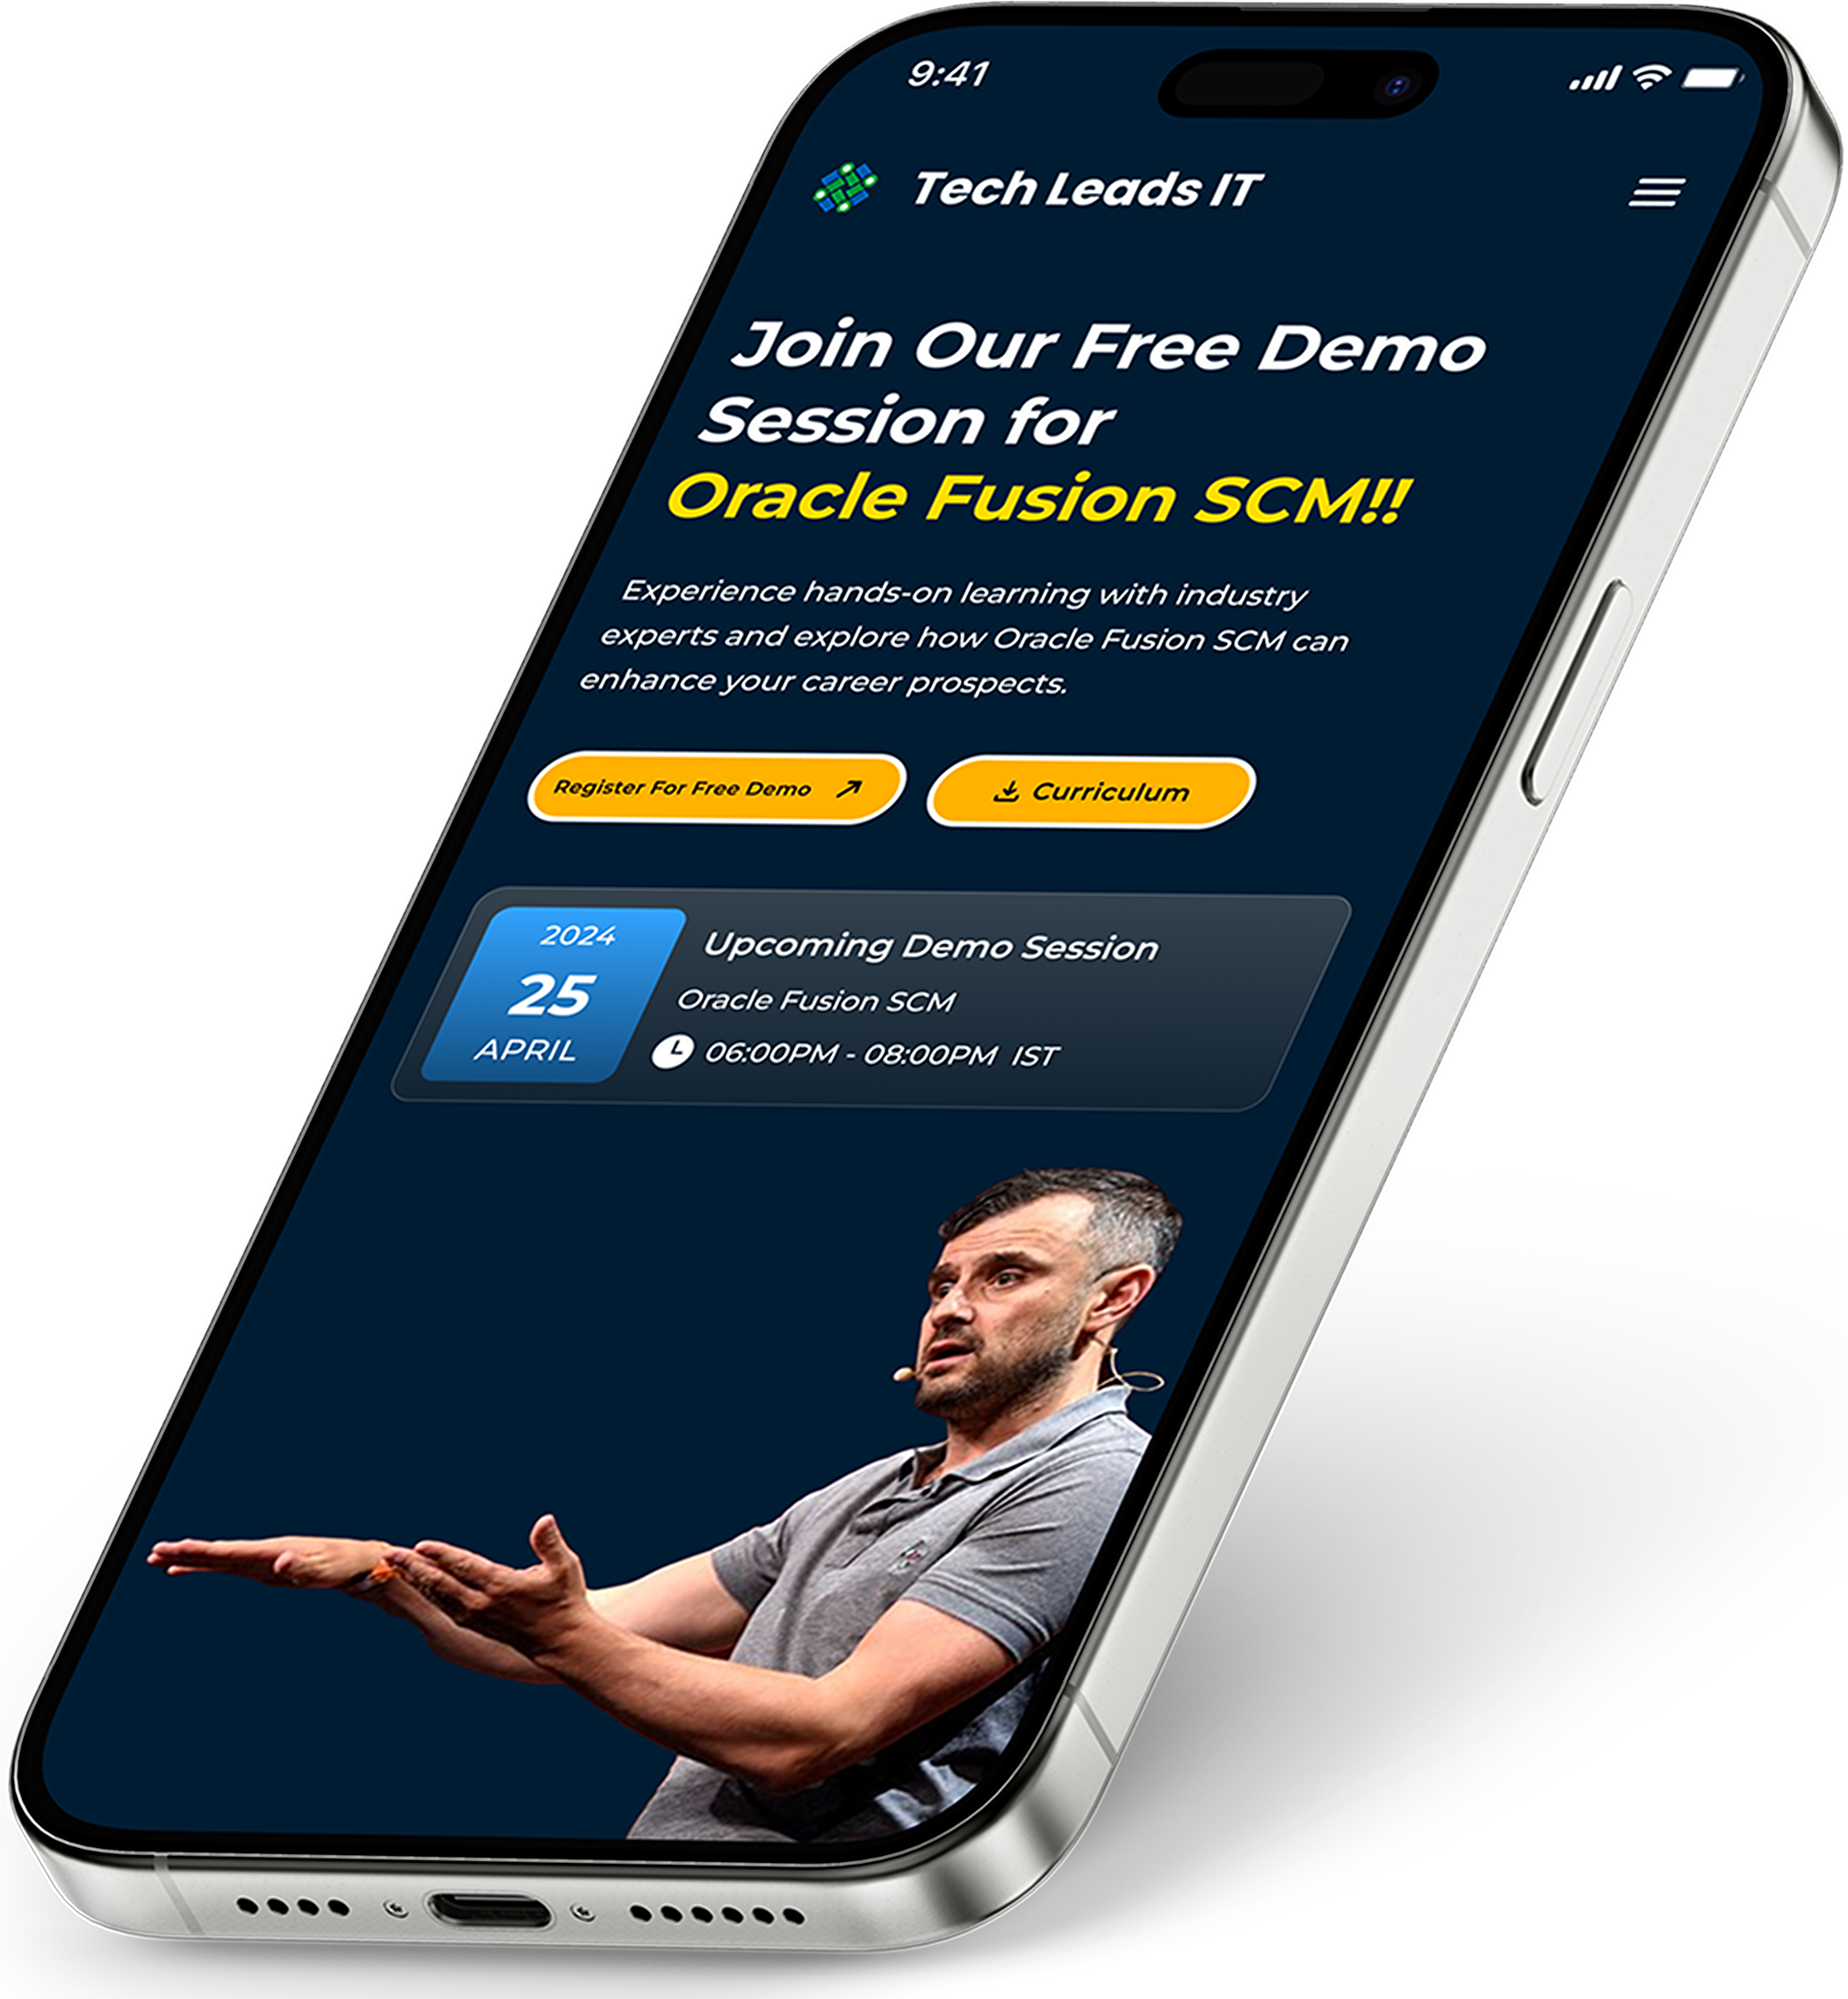 9:41
Tech Leads IT
Join Our Free Demo
Session for
Oracle Fusion SCM!!
Experience hands-on learning with industry
experts and explore how Oracle Fusion SCM can
enhance your career prospects.
Register For Free Demo
Curriculum
2024
25
APRIL
Upcoming Demo Session
Oracle Fusion SCM
06:00PM - 08:00PM IST